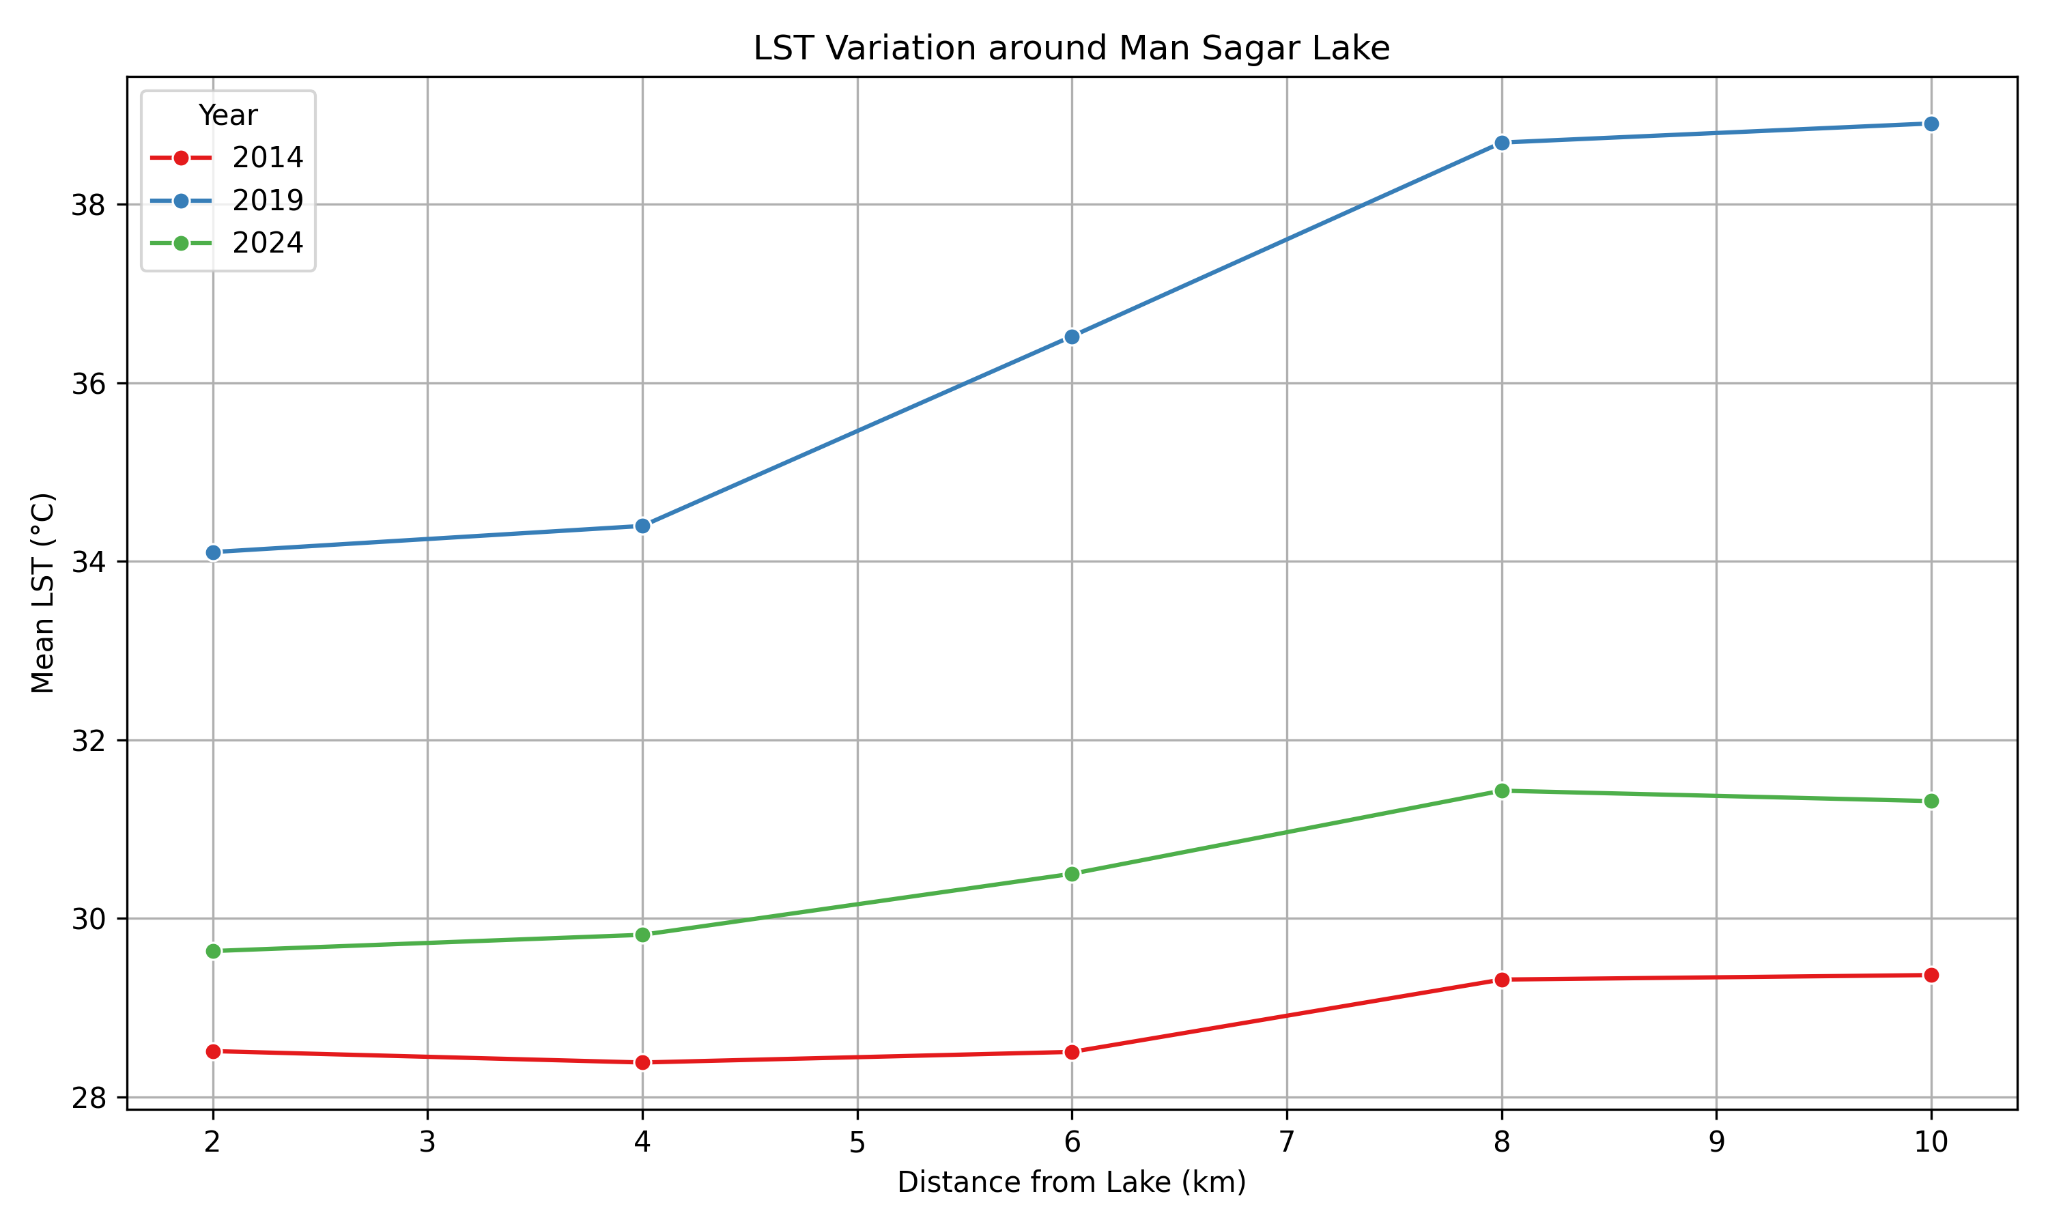 LST Variation around Man Sagar Lake
Year
2014
2019
2024
Mean LST (°C)
38
36
34
32
30
28
2 3 4 5 6 7 8 9 10
Distance from Lake (km)